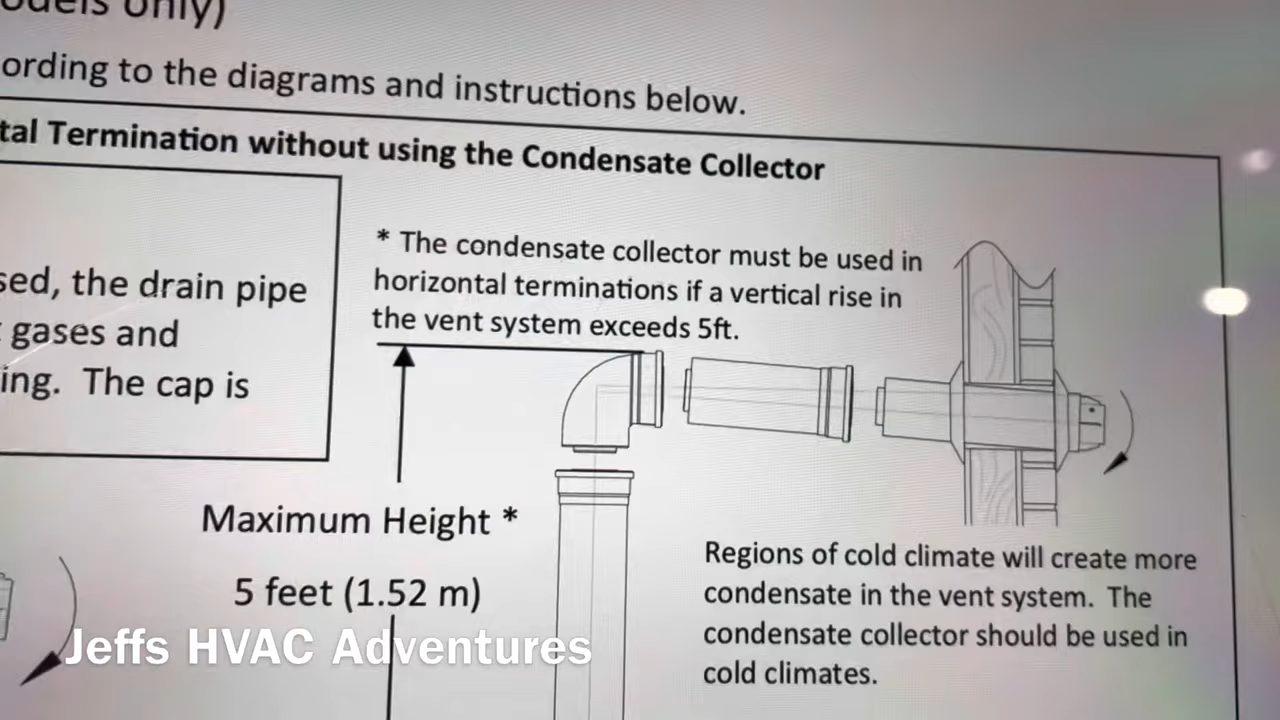 only)
ording to the diagrams and instructions below.
tal Termination without using the Condensate Collector
sed, the drain pipe
gases and
ing. The cap is
* The condensate collector must be used in
horizontal terminations if a vertical rise in
the vent system exceeds 5ft.
Maximum Height *
5 feet (1.52 m)
Regions of cold climate will create more
condensate in the vent system. The
condensate collector should be used in
cold climates.
Jeffs HVAC Adventures